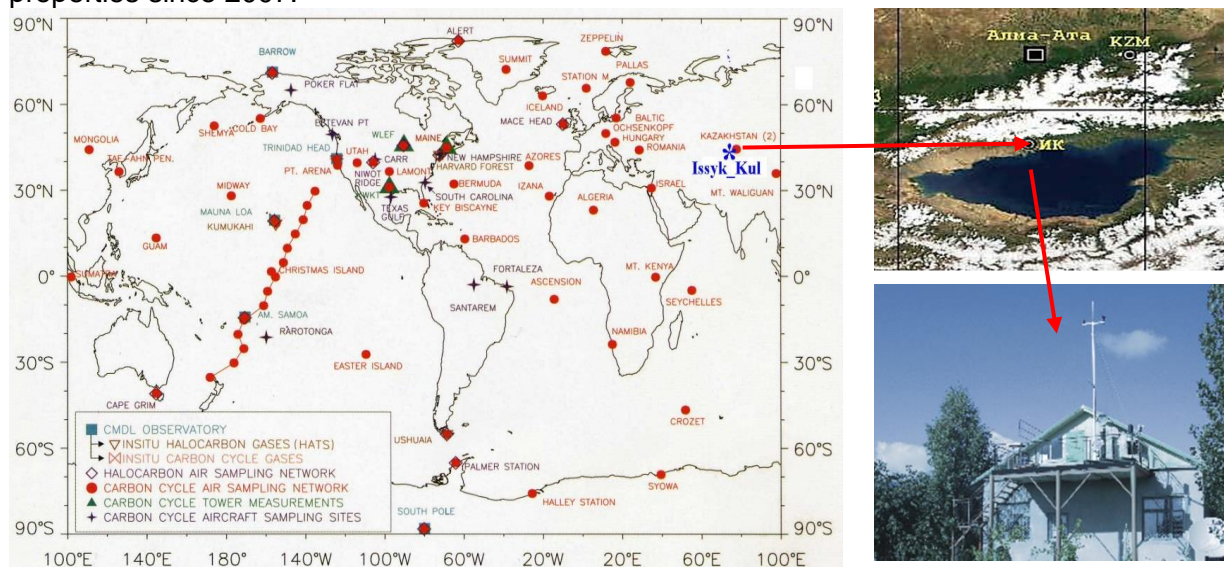 properties since 2007.
90°N
60°N
30°N
0°
30°S
60°S
90°S
90°N
60°N
30°N
0°
30°S
60°S
90°S
100°E
140°E
180°
140°W
100°W
60°W
20°W
20°E
60°E
100°E
ALERT
ZEPPELIN
BARROW
SUMMIT
STATION M
PALLAS
POKER FLAT
ICELAND
COLD BAY
SHEMYA
ESTEVAN PT
MACE HEAD
BALTIC
OCHSENKOPF
HUNGARY
KAZAKHSTAN (2)
MONGOLIA
WLEF
MAINE
TRINIDAD HEAD
UTAH
CARR
NEW HAMPSHIRE
AZORES
ROMANIA
Issyk_Kul
TAE-AHN PEN.
HARVARD FOREST
PT. ARENA
NIWOT
RIDGE
LAMONT
BERMUDA
IZANA
ISRAEL
MT. WALIGUAN
MIDWAY
WKT
SOUTH CAROLINA
TEXAS
GULF
KEY BISCAYNE
ALGERIA
MAUNA LOA
KUMUKAHI
GUAM
BARBADOS
SUMATRA
CHRISTMAS ISLAND
FORTALEZA
MT. KENYA
ASCENSION
SEYCHELLES
SANTAREM
AM. SAMOA
RAROTONGA
NAMIBIA
EASTER ISLAND
CAPE GRIM
CROZET
USHUAIA
PALMER STATION
HALLEY STATION
SYOWA
SOUTH POLE
CMDL OBSERVATORY
INSITU HALOCARBON GASES (HATS)
INSITU CARBON CYCLE GASES
HALOCARBON AIR SAMPLING NETWORK
CARBON CYCLE AIR SAMPLING NETWORK
CARBON CYCLE TOWER MEASUREMENTS
CARBON CYCLE AIRCRAFT SAMPLING SITES
Алма-Ата
KZM
ИК